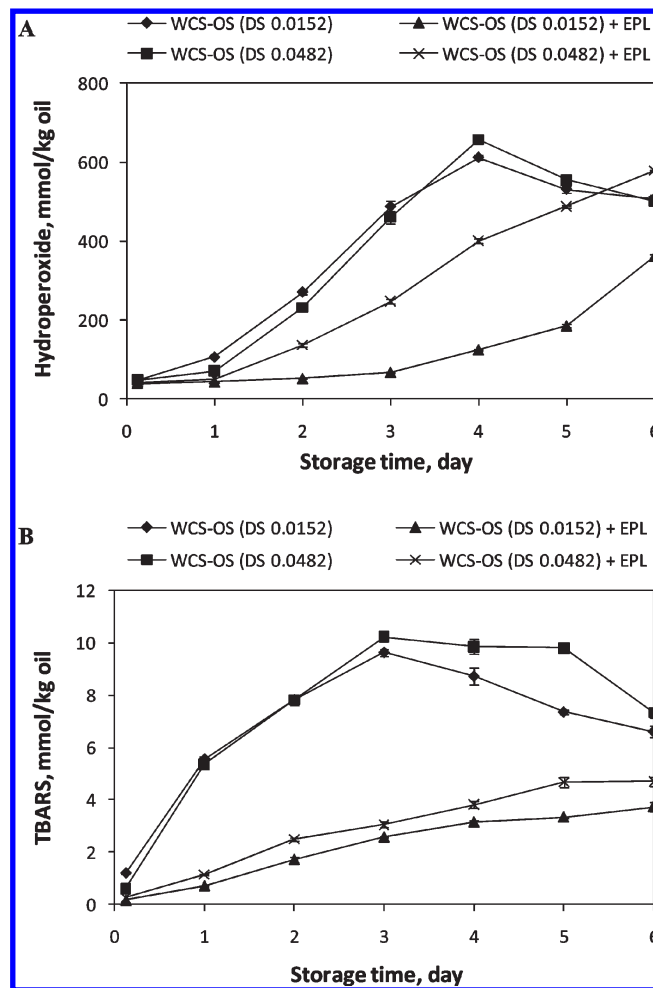 A
WCS-OS (DS 0.0152) WCS-OS (DS 0.0152) + EPL
WCS-OS (DS 0.0482) WCS-OS (DS 0.0482) + EPL
Hydroperoxide, mmol/kg oil
800
600
400
200
0
0 1 2 3 4 5 6
Storage time, day
B
WCS-OS (DS 0.0152) WCS-OS (DS 0.0152) + EPL
WCS-OS (DS 0.0482) WCS-OS (DS 0.0482) + EPL
TBARS, mmol/kg oil
12
10
8
6
4
2
0
0 1 2 3 4 5 6
Storage time, day